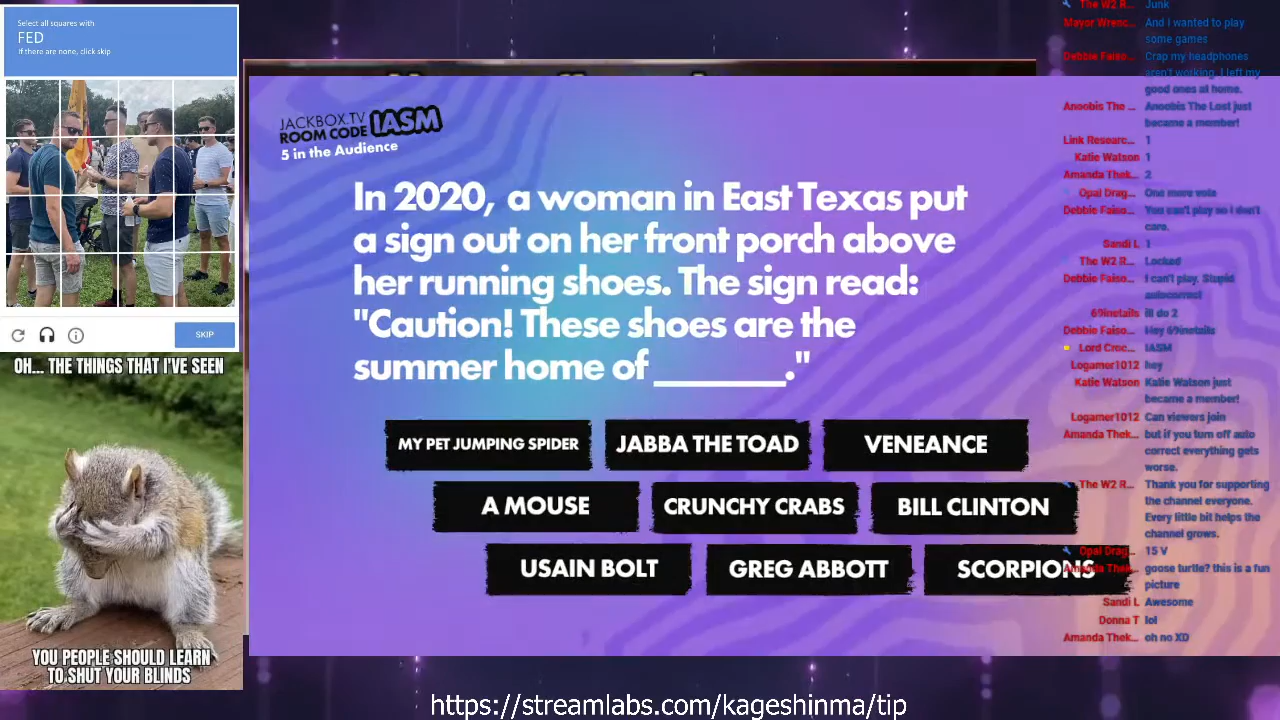 Select all squares with
FED
If there are none, click skip
SKIP
OH... THE THINGS THAT I'VE SEEN
YOU PEOPLE SHOULD LEARN
TO SHUT YOUR BLINDS
JACKBOX.TV
ROOM CODE IASM
5 in the Audience
In 2020, a woman in East Texas put
a sign out on her front porch above
her running shoes. The sign read:
"Caution! These shoes are the
summer home of ______."
MY PET JUMPING SPIDER
JABBA THE TOAD
VENEANCE
A MOUSE
CRUNCHY CRABS
BILL CLINTON
USAIN BOLT
GREG ABBOTT
SCORPIONS
The W2 R... Junk
Mayor Wrenc... And I wanted to play
some games
Debbie Faiso... Crap my headphones
aren't working. I left my
good ones at home.
Anoobis The ... Anoobis The Lost just
became a member!
Link Researc... 1
Katie Watson 1
Amanda Thek... 2
Opal Drag... One more vote
Debbie Faiso... You can't play so I don't
care.
Sandi L 1
The W2 R... Locked
Debbie Faiso... I can't play. Stupid
autocorrect
69inetails ill do 2
Debbie Faiso... Hey 69inetails
Lord Croc... IASM
Logamer1012 hey
Katie Watson Katie Watson just
became a member!
Logamer1012 Can viewers join
Amanda Thek... but if you turn off auto
correct everything gets
worse.
The W2 R... Thank you for supporting
the channel everyone.
Every little bit helps the
channel grows.
Opal Drag... 15 V
Amanda Thek... goose turtle? this is a fun
picture
Sandi L Awesome
Donna T lol
Amanda Thek... oh no XD
https://streamlabs.com/kageshinma/tip